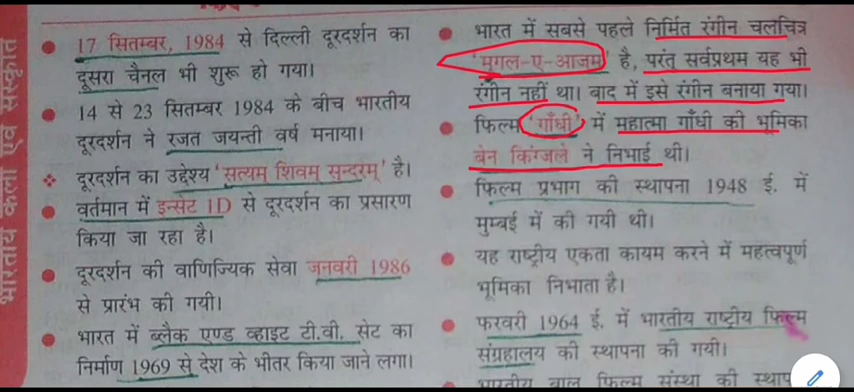 भारतीय कला एवं संस्कृति
17 सितम्बर, 1984 से दिल्ली दूरदर्शन का
दूसरा चैनल भी शुरू हो गया।
14 से 23 सितम्बर 1984 के बीच भारतीय
दूरदर्शन ने रजत जयन्ती वर्ष मनाया।
दूरदर्शन का उद्देश्य 'सत्यम् शिवम् सुन्दरम्' है।
वर्तमान में इन्सेट 1D से दूरदर्शन का प्रसारण
किया जा रहा है।
दूरदर्शन की वाणिज्यिक सेवा जनवरी 1986
से प्रारंभ की गयी।
भारत में ब्लैक एण्ड व्हाइट टी.वी. सेट का
निर्माण 1969 से देश के भीतर किया जाने लगा।
भारत में सबसे पहले निर्मित रंगीन चलचित्र
'मुगल-ए-आजम' है, परंतु सर्वप्रथम यह भी
रंगीन नहीं था। बाद में इसे रंगीन बनाया गया।
फिल्म 'गाँधी' में महात्मा गाँधी की भूमिका
बेन किंग्जले ने निभाई थी।
फिल्म प्रभाग की स्थापना 1948 ई. में
मुम्बई में की गयी थी।
यह राष्ट्रीय एकता कायम करने में महत्वपूर्ण
भूमिका निभाता है।
फरवरी 1964 ई. में भारतीय राष्ट्रीय फिल्म
संग्रहालय की स्थापना की गयी।
भारतीय बाल फिल्म संस्था की